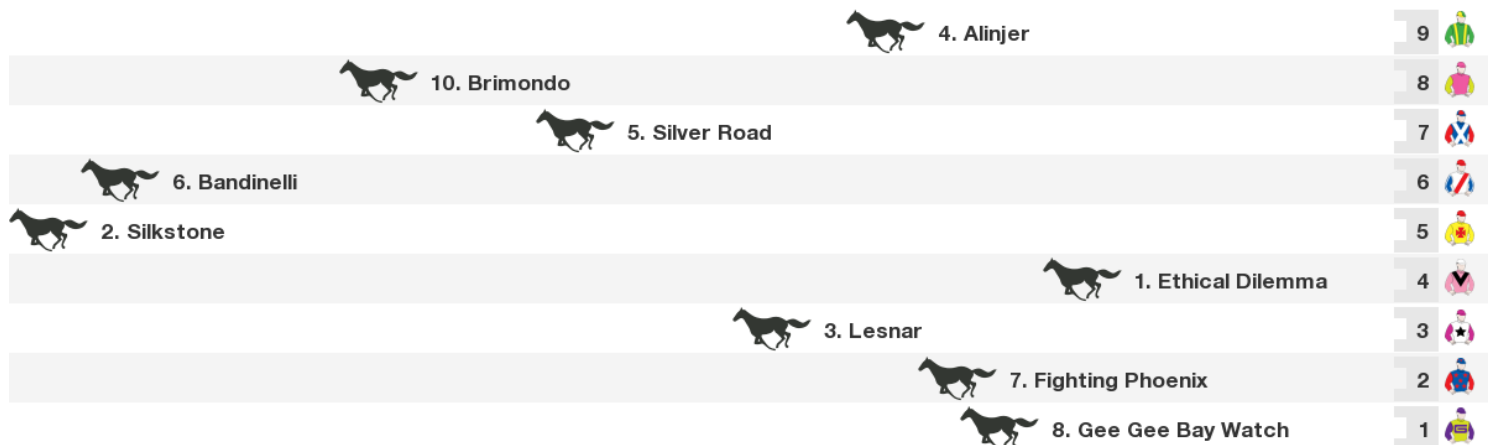 4. Alinjer 9
10. Brimondo 8
5. Silver Road 7
6. Bandinelli 6
2. Silkstone 5
1. Ethical Dilemma 4
3. Lesnar 3
7. Fighting Phoenix 2
8. Gee Gee Bay Watch 1